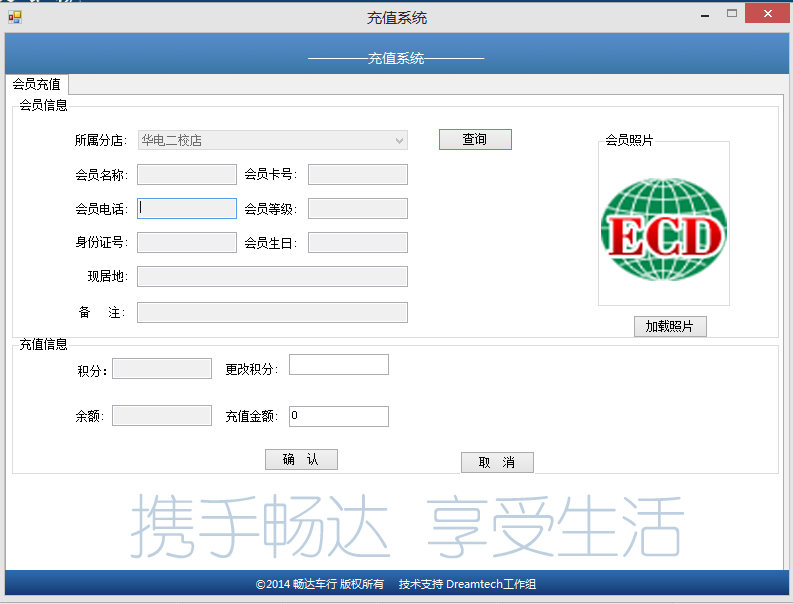 充值系统
充值系统
会员充值
会员信息
所属分店: 华电二校店 查询 会员照片
会员名称: 会员卡号:
会员电话: 会员等级:
身份证号: 会员生日:
现居地:
备 注:
ECD
加载照片
充值信息
积分: 更改积分:
余额: 充值金额: 0
确 认 取 消
携手畅达 享受生活
©2014 畅达车行 版权所有 技术支持 Dreamtech工作组